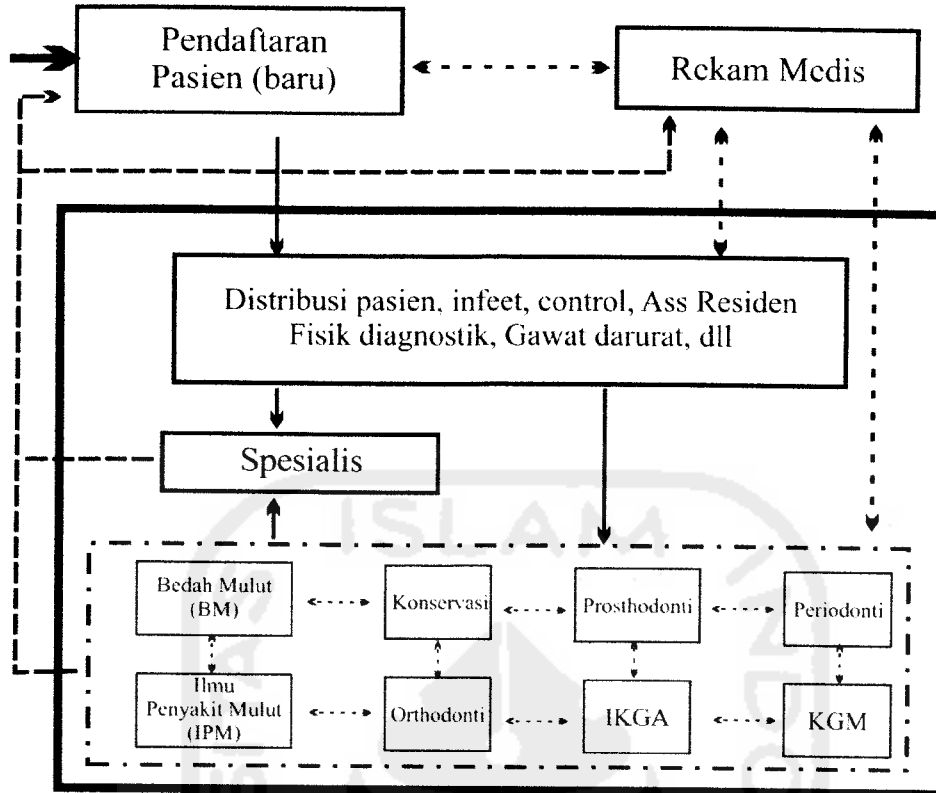 Pendaftaran
Pasien (baru)
Rekam Medis
Distribusi pasien, infeet, control, Ass Residen
Fisik diagnostik, Gawat darurat, dll
Spesialis
ISLAM
Bedah Mulut
(BM)
Konservasi
Prosthodonti
Periodonti
Ilmu
Penyakit Mulut
(IPM)
Orthodonti
IKGA
KGM